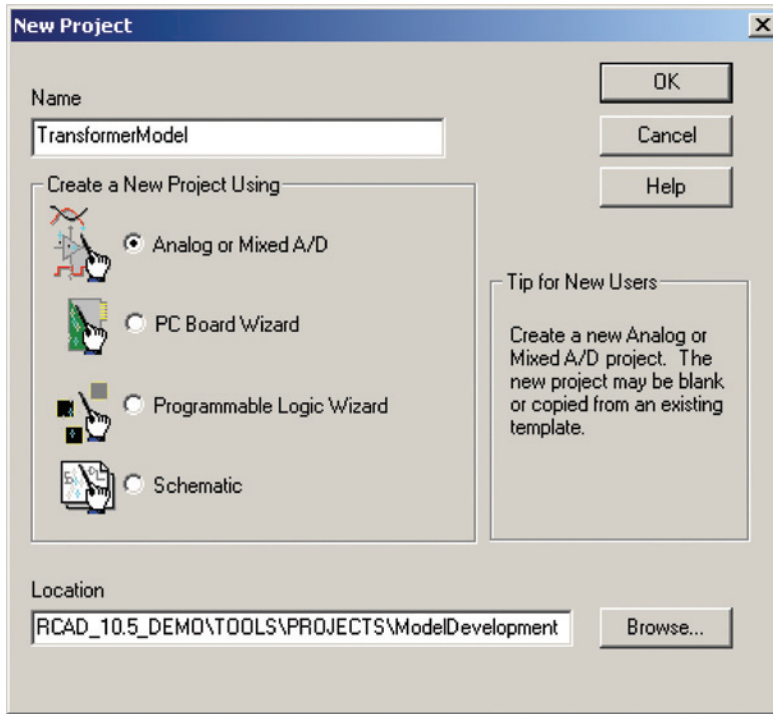 New Project
Name
TransformerModel
OK
Cancel
Help
Create a New Project Using
Analog or Mixed A/D
PC Board Wizard
Programmable Logic Wizard
Schematic
Tip for New Users
Create a new Analog or
Mixed A/D project. The
new project may be blank
or copied from an existing
template.
Location
RCAD_10.5_DEMO\TOOLS\PROJECTS\ModelDevelopment
Browse...